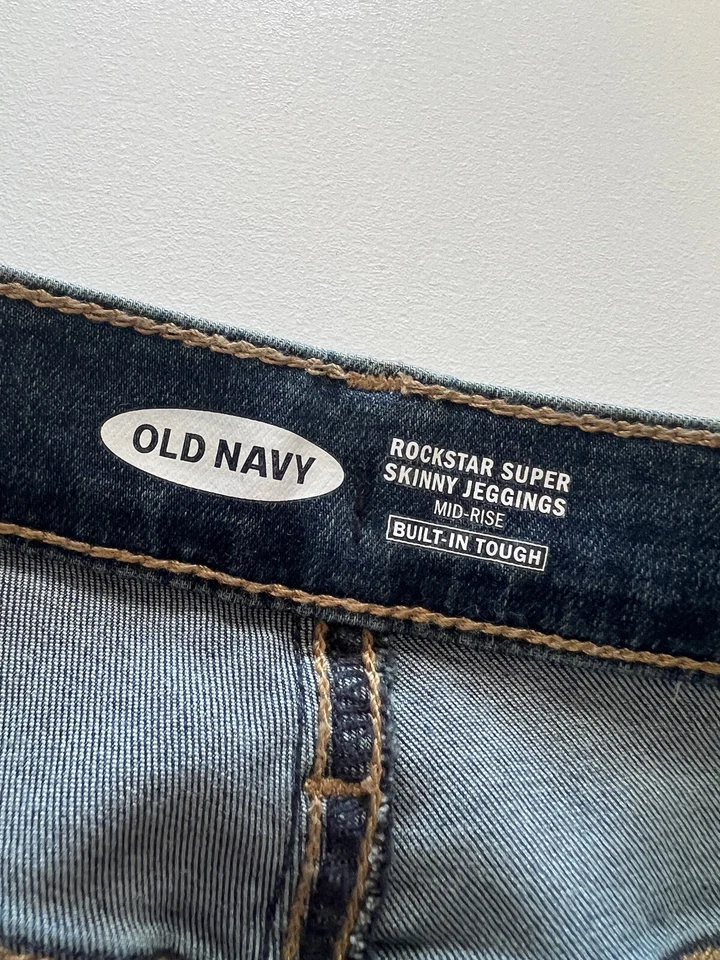 OLD NAVY
ROCKSTAR SUPER
SKINNY JEGGINGS
MID-RISE
BUILT-IN TOUGH